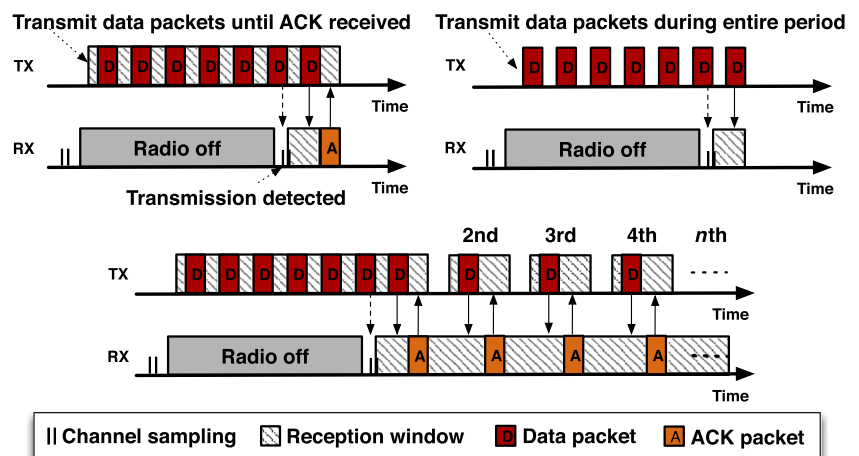 Transmit data packets until ACK received
TX
D D D D D D D
Time
RX
Radio off
A
Time
Transmission detected
Transmit data packets during entire period
TX
D D D D D D D
Time
RX
Radio off
Time
2nd 3rd 4th nth
TX
D D D D D D D D D D
Time
RX
Radio off
A A A A
Time
Channel sampling
Reception window
D Data packet
A ACK packet